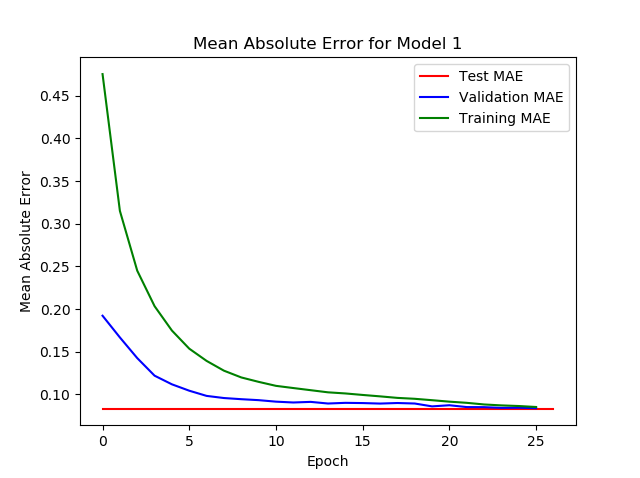 Mean Absolute Error for Model 1
Test MAE
Validation MAE
Training MAE
Mean Absolute Error
0.45
0.40
0.35
0.30
0.25
0.20
0.15
0.10
0 5 10 15 20 25
Epoch